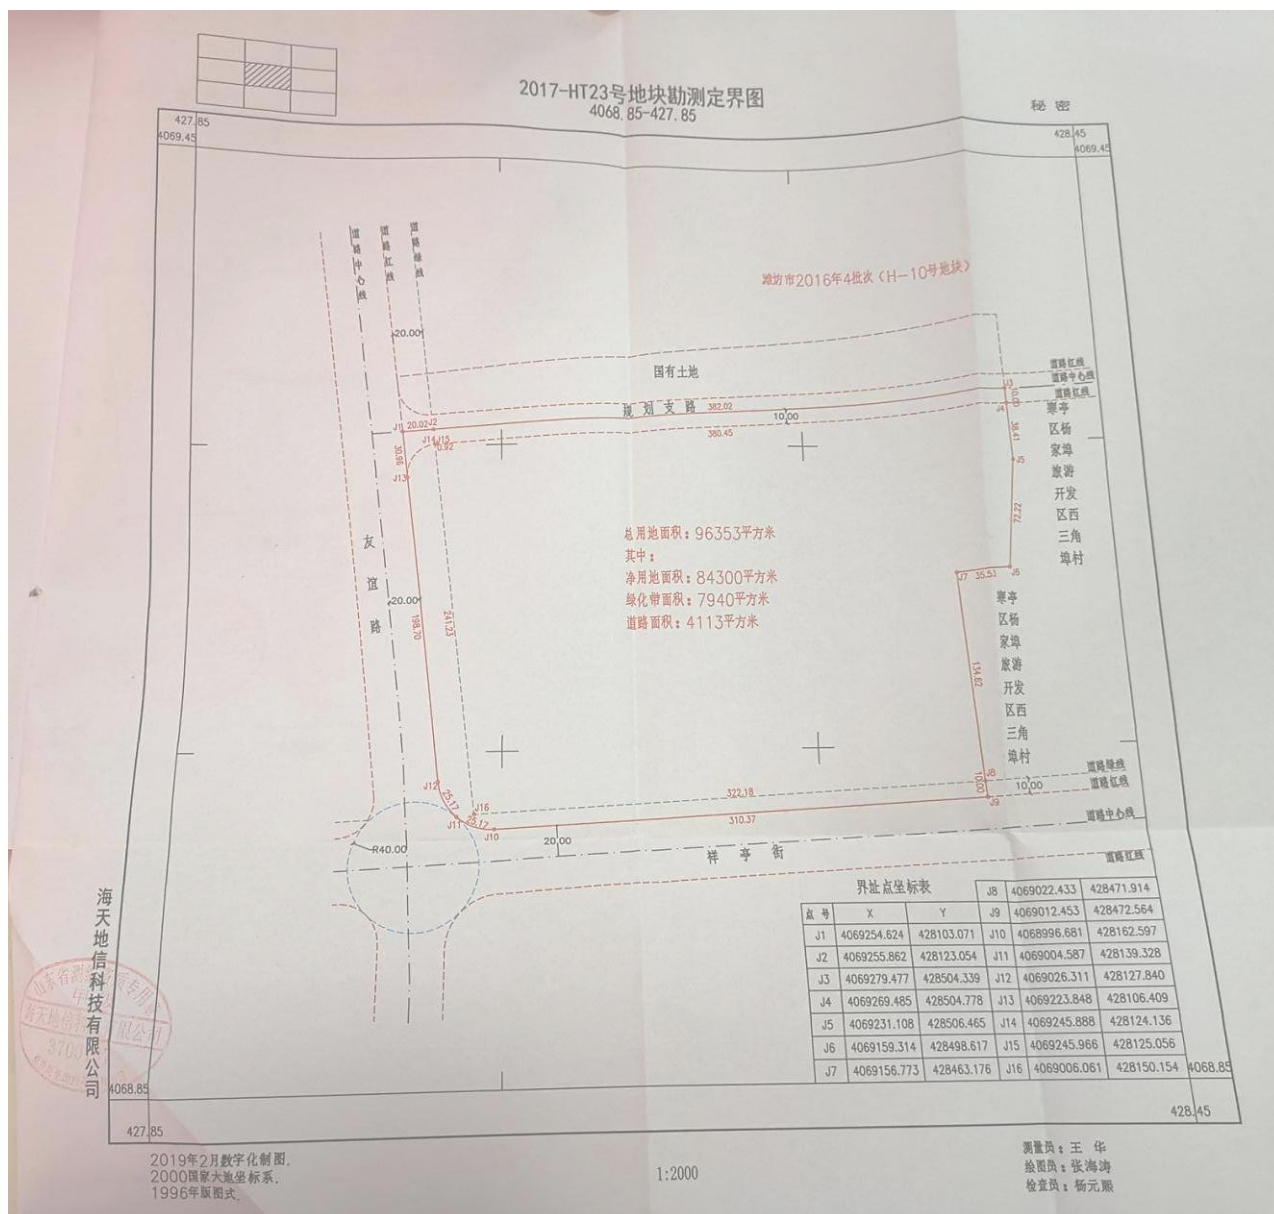 2017-HT23号地块勘测定界图
4068.85-427.85
秘密
427.85
4069.45
428.45
4069.45
道路中心线
道路红线
道路绿线
潍坊市2016年4批次（H-10号地块）
20.00
国有土地
道路红线
道路中心线
道路红线
规划支路
382.02
10.00
380.45
J1
20.02
J2
J3
10.00
J4
J14
J15
0.92
30.96
J13
38.41
J5
寒亭区杨家埠旅游开发区西三角埠村
72.22
总用地面积：96353平方米
其中：
净用地面积：84300平方米
绿化带面积：7940平方米
道路面积：4113平方米
友谊路
20.00
198.70
241.23
J7
35.53
J6
寒亭区杨家埠旅游开发区西三角埠村
134.62
J12
25.17
J11
J16
25.17
J10
322.18
310.37
J8
10.00
J9
10.00
道路绿线
道路红线
道路中心线
道路红线
R40.00
20.00
祥亭街
界址点坐标表
点号 X Y
J1 4069254.624 428103.071
J2 4069255.862 428123.054
J3 4069279.477 428504.339
J4 4069269.485 428504.778
J5 4069231.108 428506.465
J6 4069159.314 428498.617
J7 4069156.773 428463.176
J8 4069022.433 428471.914
J9 4069012.453 428472.564
J10 4068996.681 428162.597
J11 4069004.587 428139.328
J12 4069026.311 428127.840
J13 4069223.848 428106.409
J14 4069245.888 428124.136
J15 4069245.966 428125.056
J16 4069006.061 428150.154
海天地信科技有限公司
4068.85
427.85
4068.85
428.45
2019年2月数字化制图.
2000国家大地坐标系.
1996年版图式.
1:2000
测量员：王 华
绘图员：张海涛
检查员：杨元熙